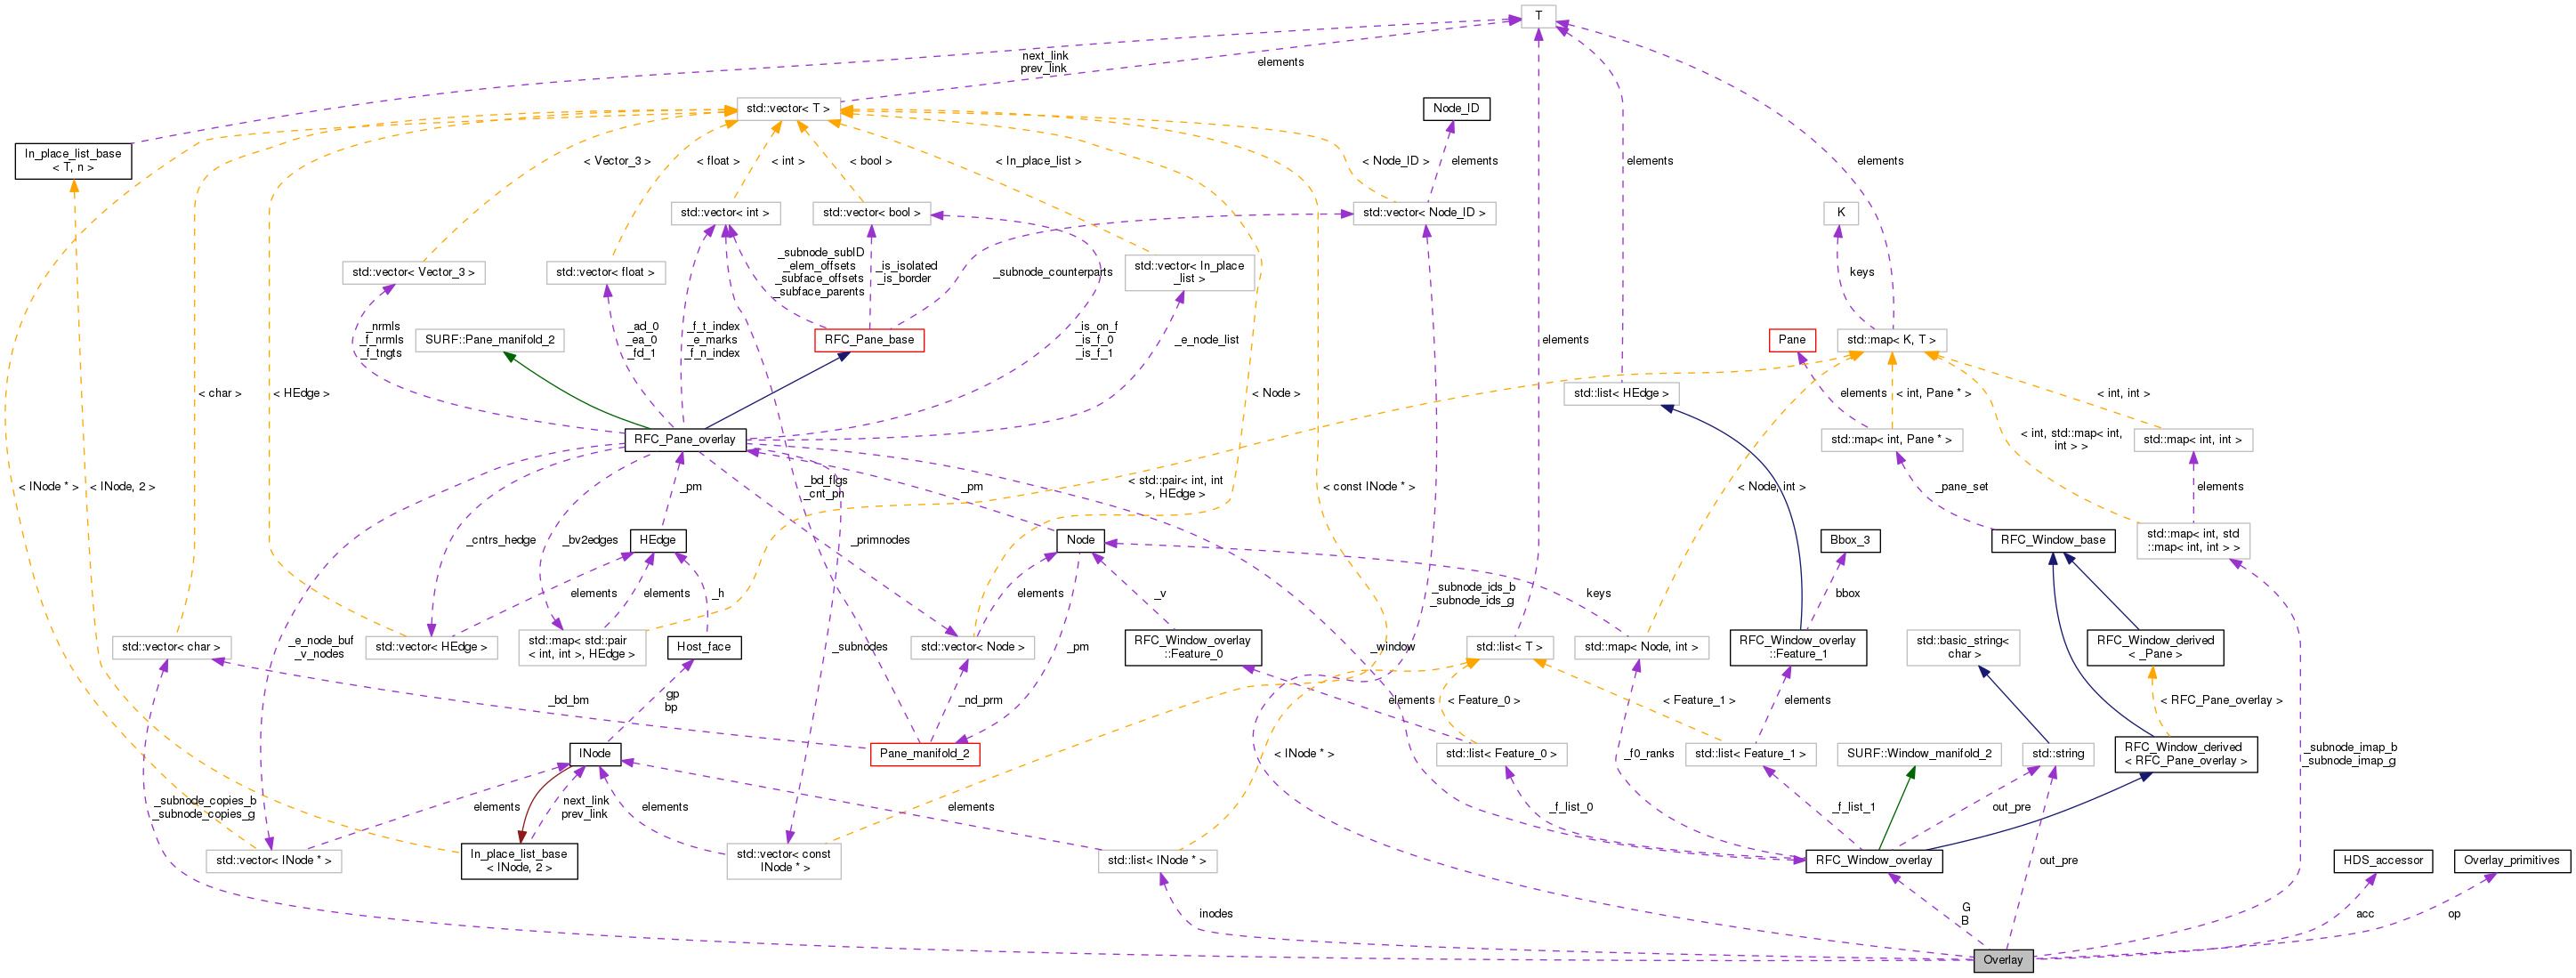 T
next_link
prev_link
elements
std::vector< T >
Node_ID
In_place_list_base
< T, n >
< Vector_3 >
< float >
< int >
< bool >
< In_place_list >
< Node_ID >
elements
elements
elements
std::vector< int >
std::vector< bool >
std::vector< Node_ID >
K
std::vector< Vector_3 >
std::vector< float >
_subnode_subID
_elem_offsets
_subface_offsets
_subface_parents
_is_isolated
_is_border
_subnode_counterparts
std::vector< In_place
_list >
keys
_nrmls
_f_nrmls
_f_tngts
SURF::Pane_manifold_2
_ad_0
_ea_0
_fd_1
_f_t_index
_e_marks
_f_n_index
RFC_Pane_base
_is_on_f
_is_f_0
_is_f_1
_e_node_list
elements
Pane
std::map< K, T >
< char >
< HEdge >
< Node >
std::list< HEdge >
elements
< int, Pane * >
< int, int >
RFC_Pane_overlay
std::map< int, Pane * >
< int, std::map< int,
int > >
std::map< int, int >
< INode * >
< INode, 2 >
_pm
_bd_flgs
_cnt_pn
_pm
< std::pair< int, int
>, HEdge >
< const INode * >
< Node, int >
_pane_set
elements
_cntrs_hedge
_bv2edges
HEdge
_primnodes
Node
Bbox_3
RFC_Window_base
std::map< int, std
::map< int, int > >
elements
elements
_h
elements
_v
_subnode_ids_b
_subnode_ids_g
keys
bbox
std::vector< char >
_e_node_buf
_v_nodes
std::vector< HEdge >
std::map< std::pair
< int, int >, HEdge >
Host_face
_subnodes
std::vector< Node >
_pm
RFC_Window_overlay
::Feature_0
_window
std::list< T >
std::map< Node, int >
RFC_Window_overlay
::Feature_1
std::basic_string<
char >
RFC_Window_derived
< _Pane >
_bd_bm
gp
bp
_nd_prm
elements
< Feature_0 >
< Feature_1 >
elements
< RFC_Pane_overlay >
INode
Pane_manifold_2
< INode * >
std::list< Feature_0 >
_f0_ranks
std::list< Feature_1 >
SURF::Window_manifold_2
std::string
RFC_Window_derived
< RFC_Pane_overlay >
_subnode_imap_b
_subnode_imap_g
_subnode_copies_b
_subnode_copies_g
elements
next_link
prev_link
elements
elements
_f_list_0
_f_list_1
out_pre
std::vector< INode * >
In_place_list_base
< INode, 2 >
std::vector< const
INode * >
std::list< INode * >
RFC_Window_overlay
out_pre
HDS_accessor
Overlay_primitives
inodes
G
B
acc
op
Overlay